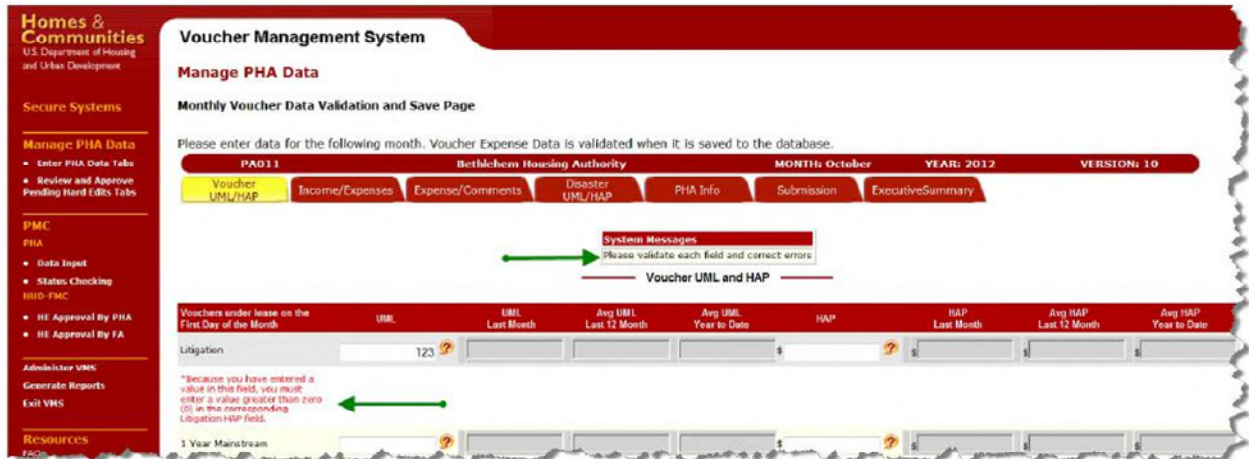 Homes &
Communities
U.S. Department of Housing
and Urban Development
Secure Systems
Manage PHA Data
Enter PHA Data Tabs
Review and Approve
Pending Hard Edits Tabs
PMC
PHA
Data Input
Status Checking
HUD-FMC
HE Approval By PHA
HE Approval By FA
Administer VMS
Generate Reports
Exit VMS
Resources
FAQs
Voucher Management System
Manage PHA Data
Monthly Voucher Data Validation and Save Page
Please enter data for the following month. Voucher Expense Data is validated when it is saved to the database.
PA011 Bethlehem Housing Authority MONTH: October YEAR: 2012 VERSION: 10
Voucher UML/HAP Income/Expenses Expense/Comments Disaster UML/HAP PHA Info Submission ExecutiveSummary
System Messages
Please validate each field and correct errors
Voucher UML and HAP
Vouchers under lease on the First Day of the Month UML UML Last Month Avg UML Last 12 Month Avg UML Year to Date HAP HAP Last Month Avg HAP Last 12 Month Avg HAP Year to Date
Litigation 123 ? $ ? $ $ $
*Because you have entered a
value in this field, you must
enter a value greater than zero
(0) in the corresponding
Litigation HAP field.
1 Year Mainstream ? $ ? $ $ $